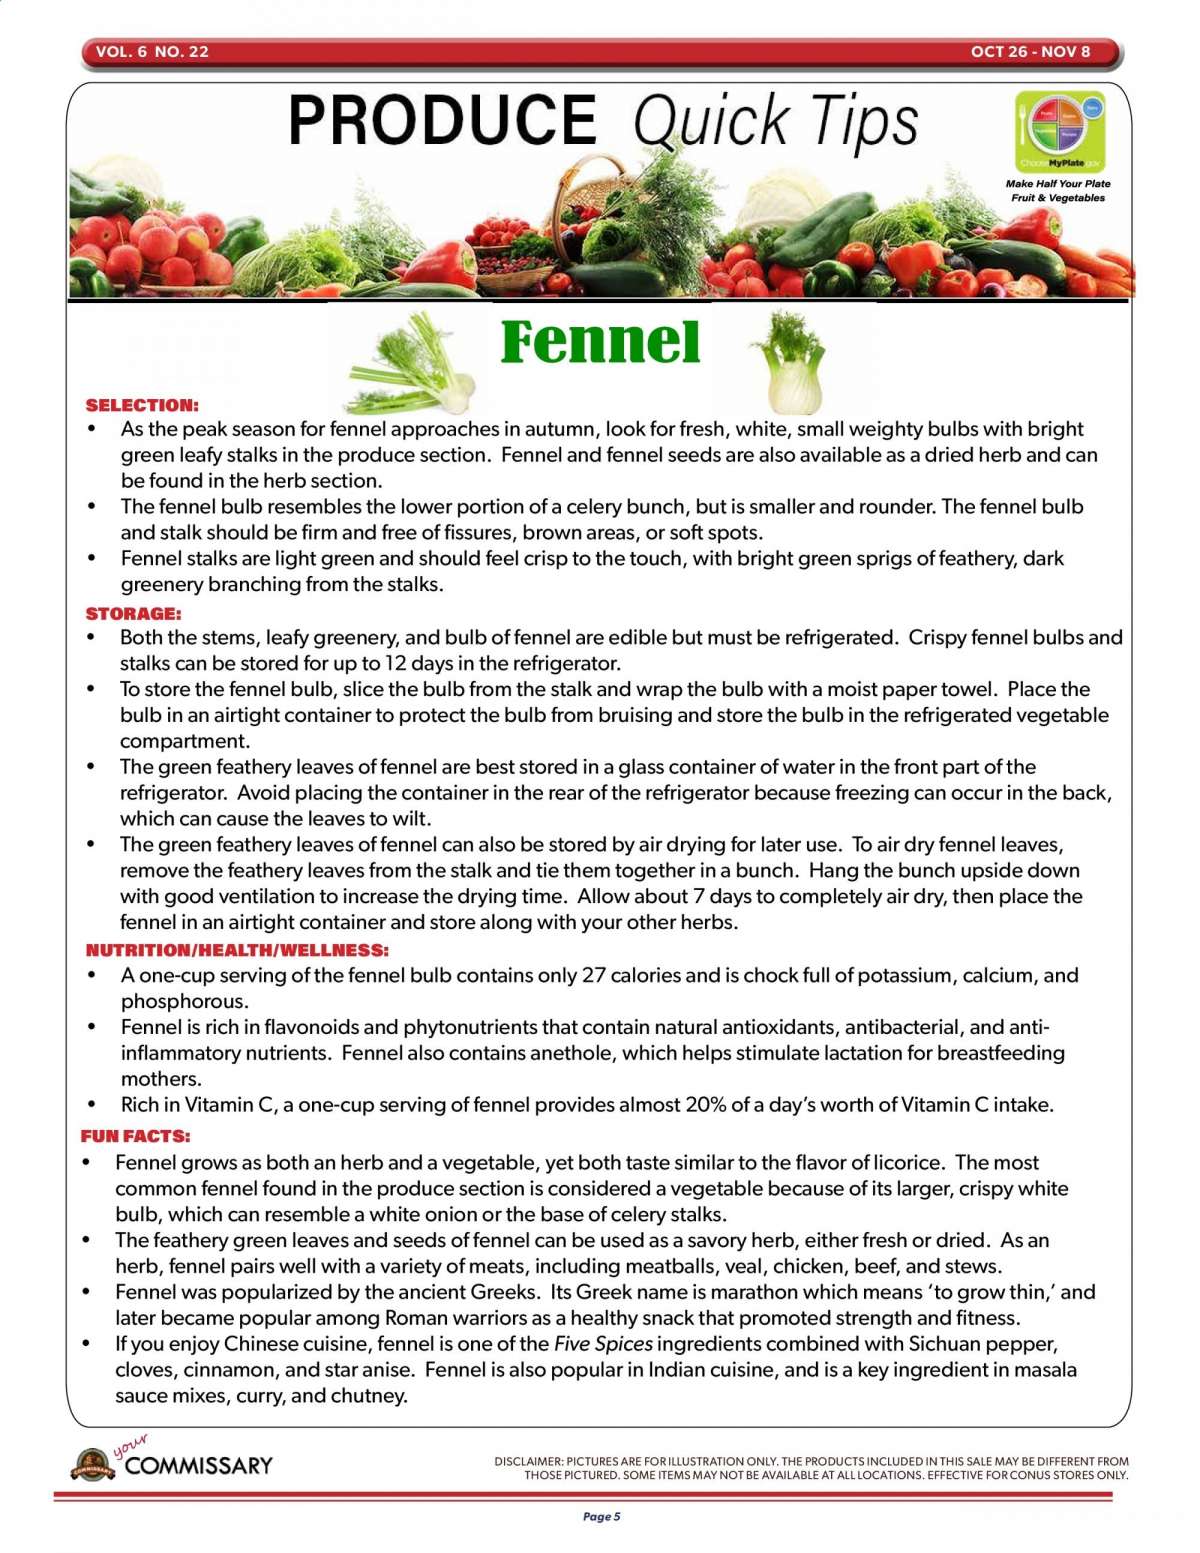 VOL. 6 NO. 22
OCT 26 - NOV 8
PRODUCE Quick Tips
ChooseMyPlate.gov
Make Half Your Plate
Fruit & Vegetables
Fennel
SELECTION:
• As the peak season for fennel approaches in autumn, look for fresh, white, small weighty bulbs with bright
green leafy stalks in the produce section. Fennel and fennel seeds are also available as a dried herb and can
be found in the herb section.
• The fennel bulb resembles the lower portion of a celery bunch, but is smaller and rounder. The fennel bulb
and stalk should be firm and free of fissures, brown areas, or soft spots.
• Fennel stalks are light green and should feel crisp to the touch, with bright green sprigs of feathery, dark
greenery branching from the stalks.
STORAGE:
• Both the stems, leafy greenery, and bulb of fennel are edible but must be refrigerated. Crispy fennel bulbs and
stalks can be stored for up to 12 days in the refrigerator.
• To store the fennel bulb, slice the bulb from the stalk and wrap the bulb with a moist paper towel. Place the
bulb in an airtight container to protect the bulb from bruising and store the bulb in the refrigerated vegetable
compartment.
• The green feathery leaves of fennel are best stored in a glass container of water in the front part of the
refrigerator. Avoid placing the container in the rear of the refrigerator because freezing can occur in the back,
which can cause the leaves to wilt.
• The green feathery leaves of fennel can also be stored by air drying for later use. To air dry fennel leaves,
remove the feathery leaves from the stalk and tie them together in a bunch. Hang the bunch upside down
with good ventilation to increase the drying time. Allow about 7 days to completely air dry, then place the
fennel in an airtight container and store along with your other herbs.
NUTRITION/HEALTH/WELLNESS:
• A one-cup serving of the fennel bulb contains only 27 calories and is chock full of potassium, calcium, and
phosphorous.
• Fennel is rich in flavonoids and phytonutrients that contain natural antioxidants, antibacterial, and anti-
inflammatory nutrients. Fennel also contains anethole, which helps stimulate lactation for breastfeeding
mothers.
• Rich in Vitamin C, a one-cup serving of fennel provides almost 20% of a day’s worth of Vitamin C intake.
FUN FACTS:
• Fennel grows as both an herb and a vegetable, yet both taste similar to the flavor of licorice. The most
common fennel found in the produce section is considered a vegetable because of its larger, crispy white
bulb, which can resemble a white onion or the base of celery stalks.
• The feathery green leaves and seeds of fennel can be used as a savory herb, either fresh or dried. As an
herb, fennel pairs well with a variety of meats, including meatballs, veal, chicken, beef, and stews.
• Fennel was popularized by the ancient Greeks. Its Greek name is marathon which means ‘to grow thin,’ and
later became popular among Roman warriors as a healthy snack that promoted strength and fitness.
• If you enjoy Chinese cuisine, fennel is one of the Five Spices ingredients combined with Sichuan pepper,
cloves, cinnamon, and star anise. Fennel is also popular in Indian cuisine, and is a key ingredient in masala
sauce mixes, curry, and chutney.
your
COMMISSARY
COMMISSARY
DISCLAIMER: PICTURES ARE FOR ILLUSTRATION ONLY. THE PRODUCTS INCLUDED IN THIS SALE MAY BE DIFFERENT FROM
THOSE PICTURED. SOME ITEMS MAY NOT BE AVAILABLE AT ALL LOCATIONS. EFFECTIVE FOR CONUS STORES ONLY.
Page 5